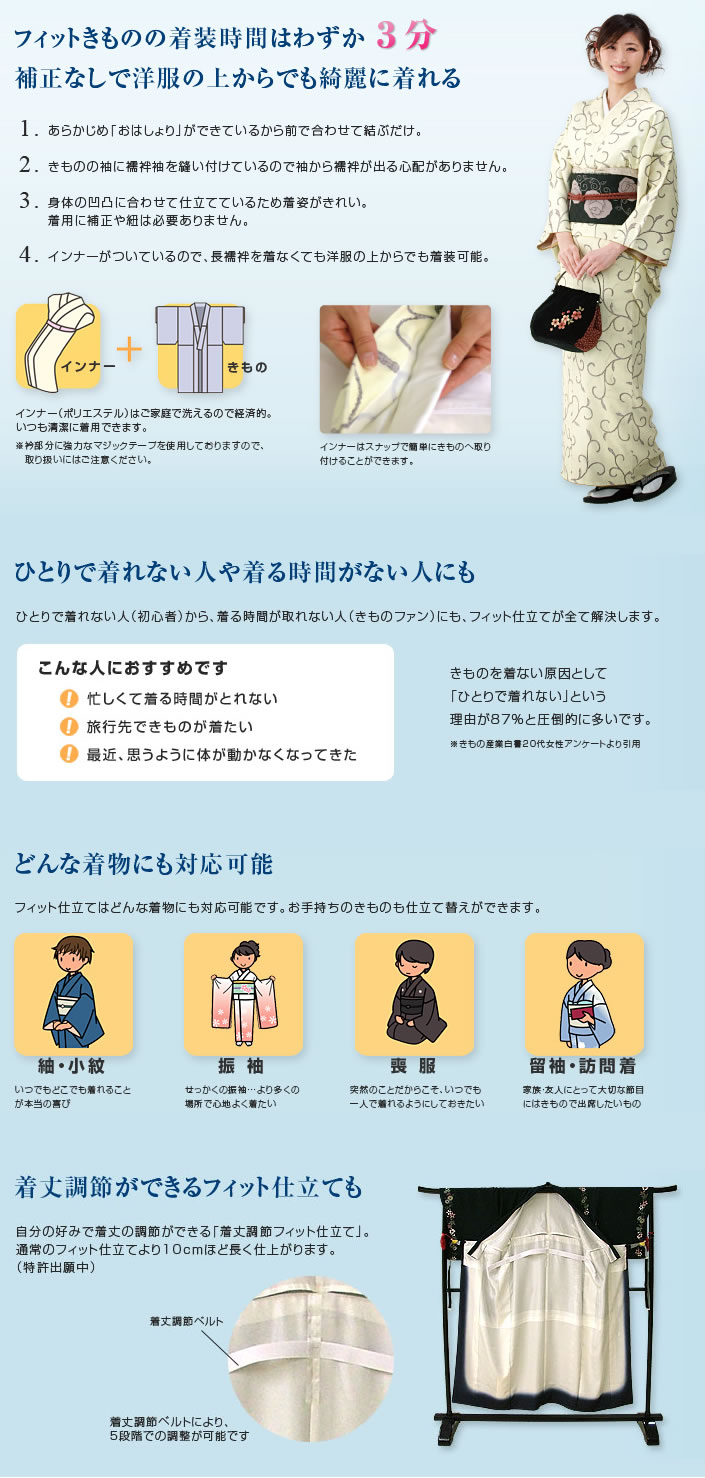 フィットきものの着装時間はわずか 3分
補正なしで洋服の上からでも綺麗に着れる
1. あらかじめ「おはしょり」ができているから前で合わせて結ぶだけ。
2. きものの袖に襦袢袖を縫い付けているので袖から襦袢が出る心配がありません。
3. 身体の凹凸に合わせて仕立てているため着姿がきれい。
着用に補正や紐は必要ありません。
4. インナーがついているので、長襦袢を着なくても洋服の上からでも着装可能。
インナー
+
きもの
インナー(ポリエステル)はご家庭で洗えるので経済的。
いつも清潔に着用できます。
※衿部分に強力なマジックテープを使用しておりますので、
取り扱いにはご注意ください。
インナーはスナップで簡単にきものへ取り
付けることができます。
ひとりで着れない人や着る時間がない人にも
ひとりで着れない人(初心者)から、着る時間が取れない人(きものファン)にも、フィット仕立てが全て解決します。
こんな人におすすめです
! 忙しくて着る時間がとれない
! 旅行先できものが着たい
! 最近、思うように体が動かなくなってきた
きものを着ない原因として
「ひとりで着れない」という
理由が87%と圧倒的に多いです。
※きもの産業白書20代女性アンケートより引用
どんな着物にも対応可能
フィット仕立てはどんな着物にも対応可能です。お手持ちのきものも仕立て替えができます。
紬・小紋
いつでもどこでも着れること
が本当の喜び
振 袖
せっかくの振袖…より多くの
場所で心地よく着たい
喪 服
突然のことだからこそ、いつでも
一人で着れるようにしておきたい
留袖・訪問着
家族・友人にとって大切な節目
にはきもので出席したいもの
着丈調節ができるフィット仕立ても
自分の好みで着丈の調節ができる「着丈調節フィット仕立て」。
通常のフィット仕立てより10cmほど長く仕上がります。
(特許出願中)
着丈調節ベルト
着丈調節ベルトにより、
5段階での調整が可能です